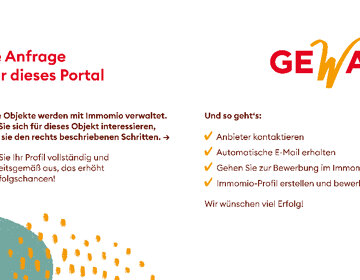 e Anfrage
r dieses Portal
GEWA
e Objekte werden mit Immomio verwaltet.
Sie sich für dieses Objekt interessieren,
sie den rechts beschriebenen Schritten. →
Sie Ihr Profil vollständig und
eitsgemäß aus, das erhöht
folgschancen!
Und so geht's:
✓ Anbieter kontaktieren
✓ Automatische E-Mail erhalten
✓ Gehen Sie zur Bewerbung im Immom
✓ Immomio-Profil erstellen und bewerb
Wir wünschen viel Erfolg!